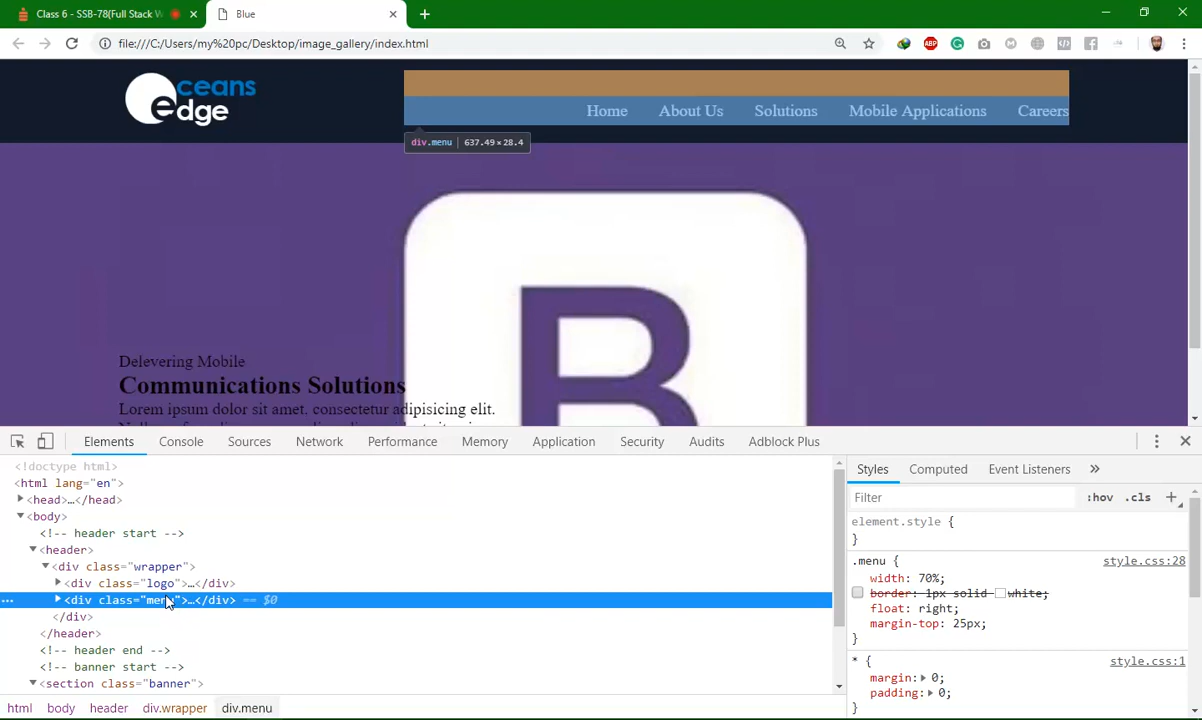 Class 6 - SSB-78(Full Stack W
Blue
file:///C:/Users/my%20pc/Desktop/image_gallery/index.html
ABP
ceans
edge
Home About Us Solutions Mobile Applications Careers
div.menu 637.49×28.4
B
Delevering Mobile
Communications Solutions
Lorem ipsum dolor sit amet, consectetur adipisicing elit.
Elements Console Sources Network Performance Memory Application Security Audits Adblock Plus
<!doctype html>
<html lang="en">
<head>…</head>
<body>
<!-- header start -->
<header>
<div class="wrapper">
<div class="logo">…</div>
<div class="menu">…</div> == $0
</div>
</header>
<!-- header end -->
<!-- banner start -->
<section class="banner">
html body header div.wrapper div.menu
Styles Computed Event Listeners »
Filter :hov .cls +
element.style {
}
.menu { style.css:28
width: 70%;
border: 1px solid white;
float: right;
margin-top: 25px;
}
* { style.css:1
margin: 0;
padding: 0;
}